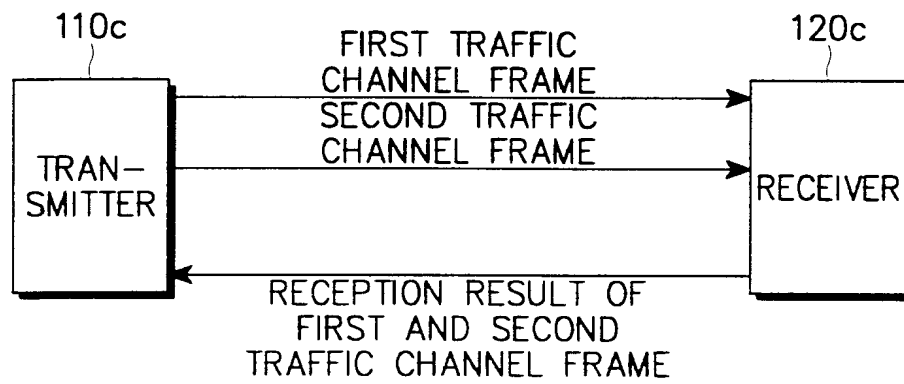 110c
120c
FIRST TRAFFIC
CHANNEL FRAME
SECOND TRAFFIC
CHANNEL FRAME
TRAN-
SMITTER
RECEIVER
RECEPTION RESULT OF
FIRST AND SECOND
TRAFFIC CHANNEL FRAME